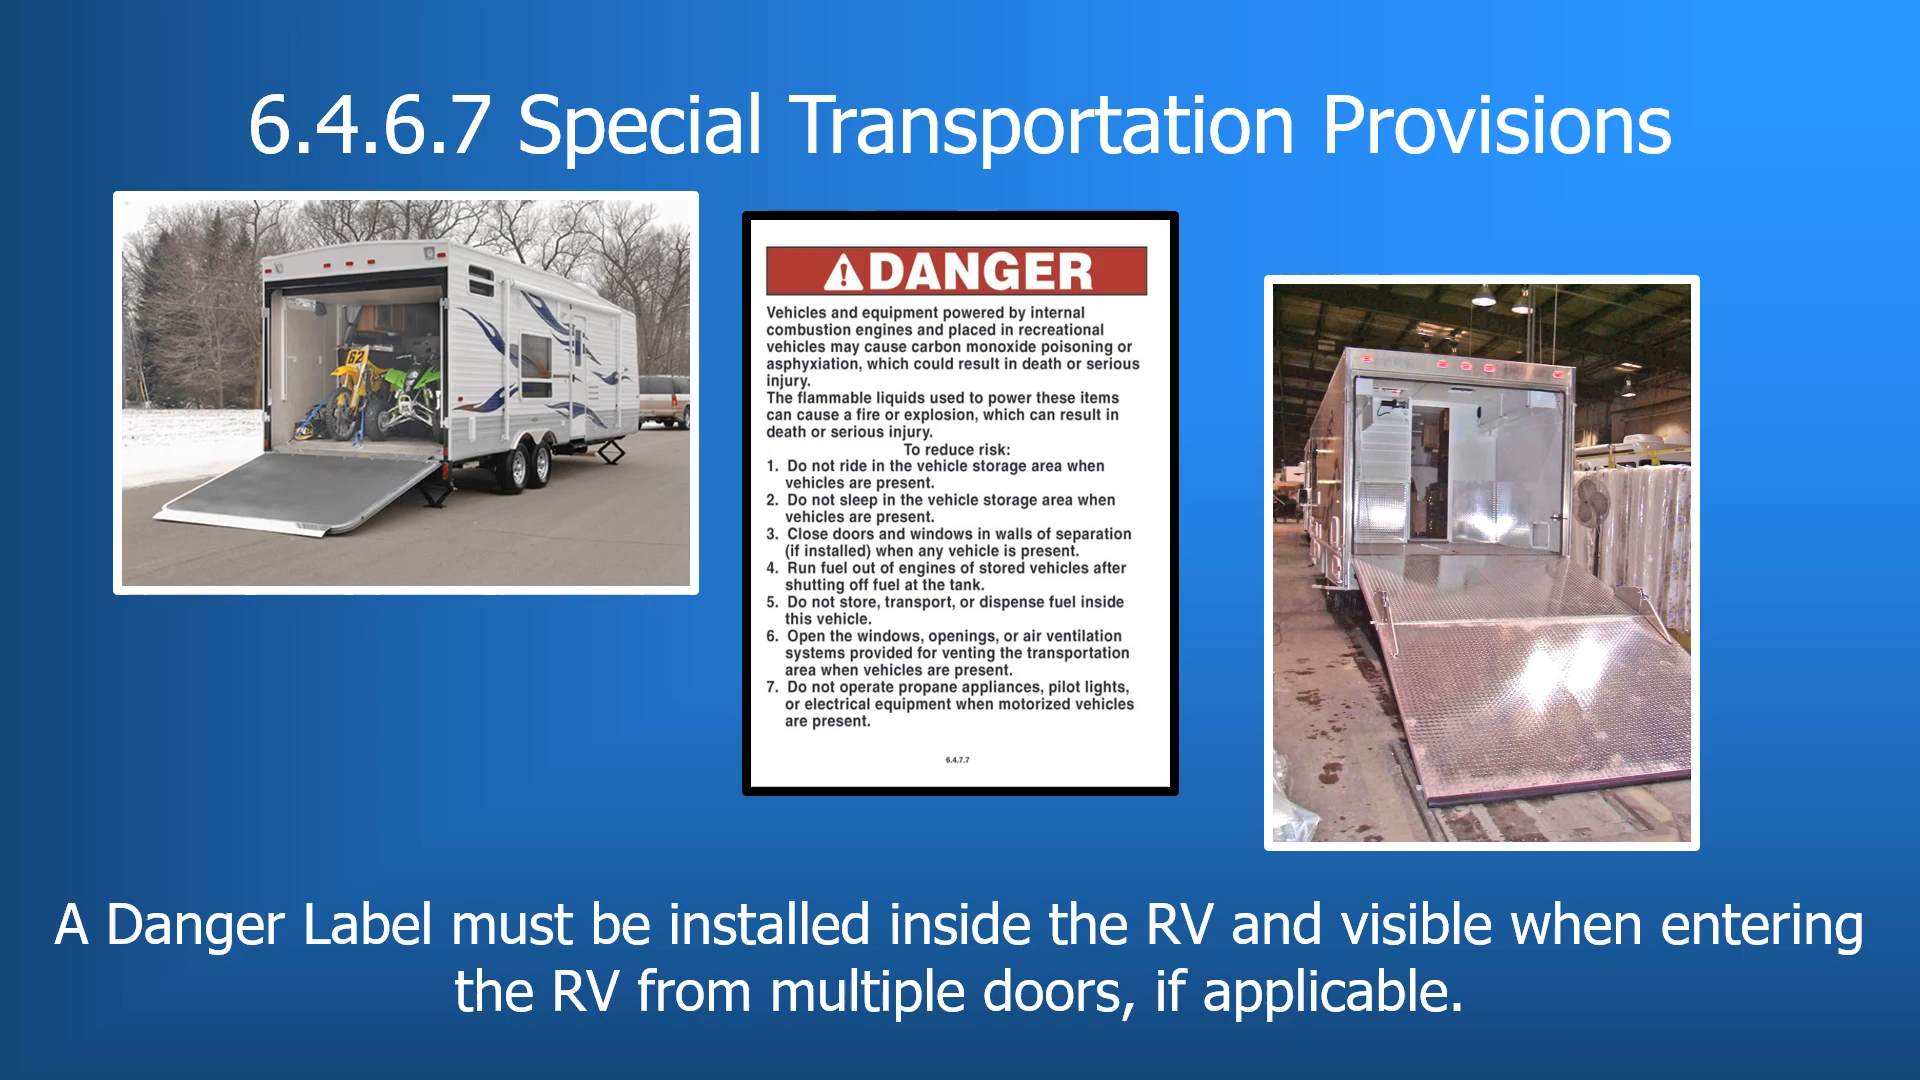 6.4.6.7 Special Transportation Provisions
62
DANGER
Vehicles and equipment powered by internal
combustion engines and placed in recreational
vehicles may cause carbon monoxide poisoning or
asphyxiation, which could result in death or serious
injury.
The flammable liquids used to power these items
can cause a fire or explosion, which can result in
death or serious injury.
To reduce risk:
1. Do not ride in the vehicle storage area when
vehicles are present.
2. Do not sleep in the vehicle storage area when
vehicles are present.
3. Close doors and windows in walls of separation
(if installed) when any vehicle is present.
4. Run fuel out of engines of stored vehicles after
shutting off fuel at the tank.
5. Do not store, transport, or dispense fuel inside
this vehicle.
6. Open the windows, openings, or air ventilation
systems provided for venting the transportation
area when vehicles are present.
7. Do not operate propane appliances, pilot lights,
or electrical equipment when motorized vehicles
are present.
6.4.7.7
A Danger Label must be installed inside the RV and visible when entering
the RV from multiple doors, if applicable.